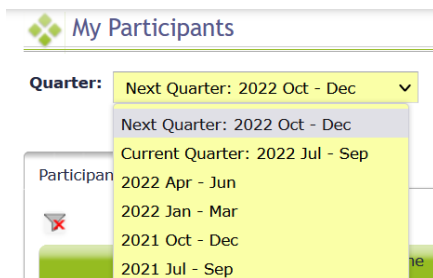 My Participants
Quarter: Next Quarter: 2022 Oct - Dec
Next Quarter: 2022 Oct - Dec
Current Quarter: 2022 Jul - Sep
2022 Apr - Jun
Participan
2022 Jan - Mar
2021 Oct - Dec
2021 Jul - Sep